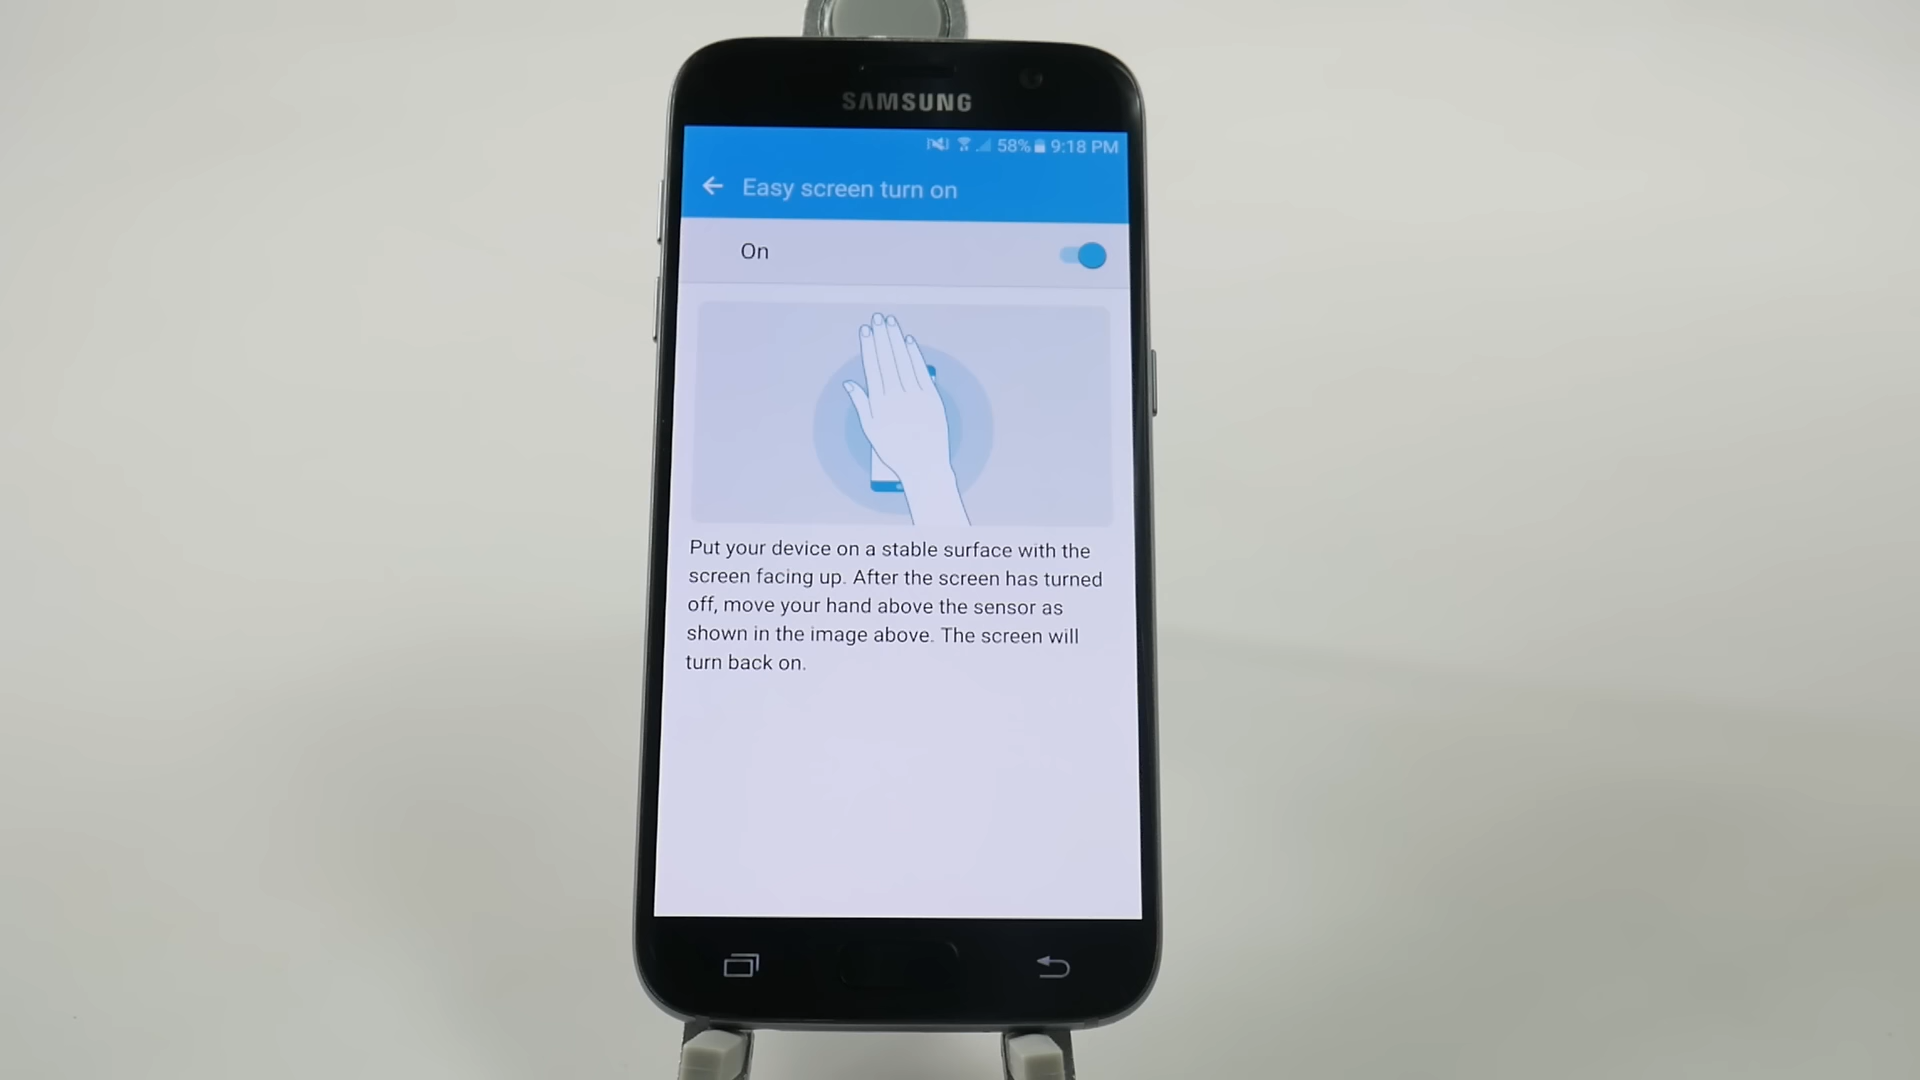 SAMSUNG
58% 9:18 PM
Easy screen turn on
On
Put your device on a stable surface with the
screen facing up. After the screen has turned
off, move your hand above the sensor as
shown in the image above. The screen will
turn back on.